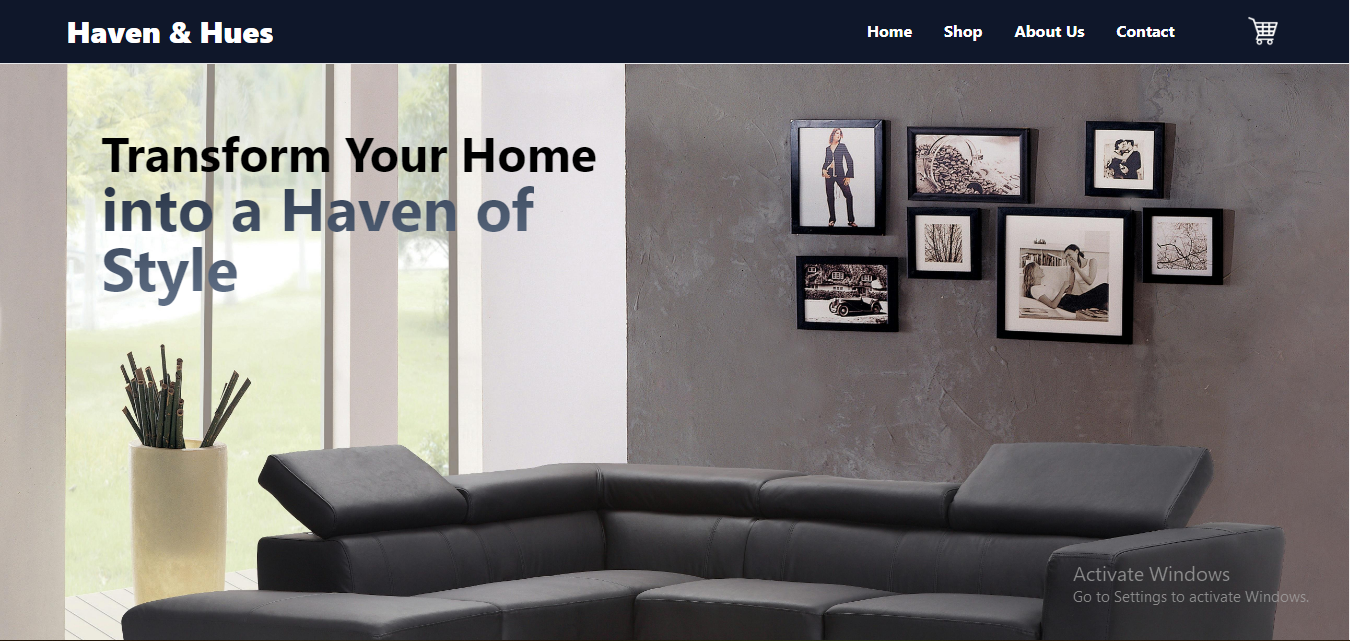 Haven & Hues
Home Shop About Us Contact
Transform Your Home
into a Haven of
Style
Activate Windows
Go to Settings to activate Windows.